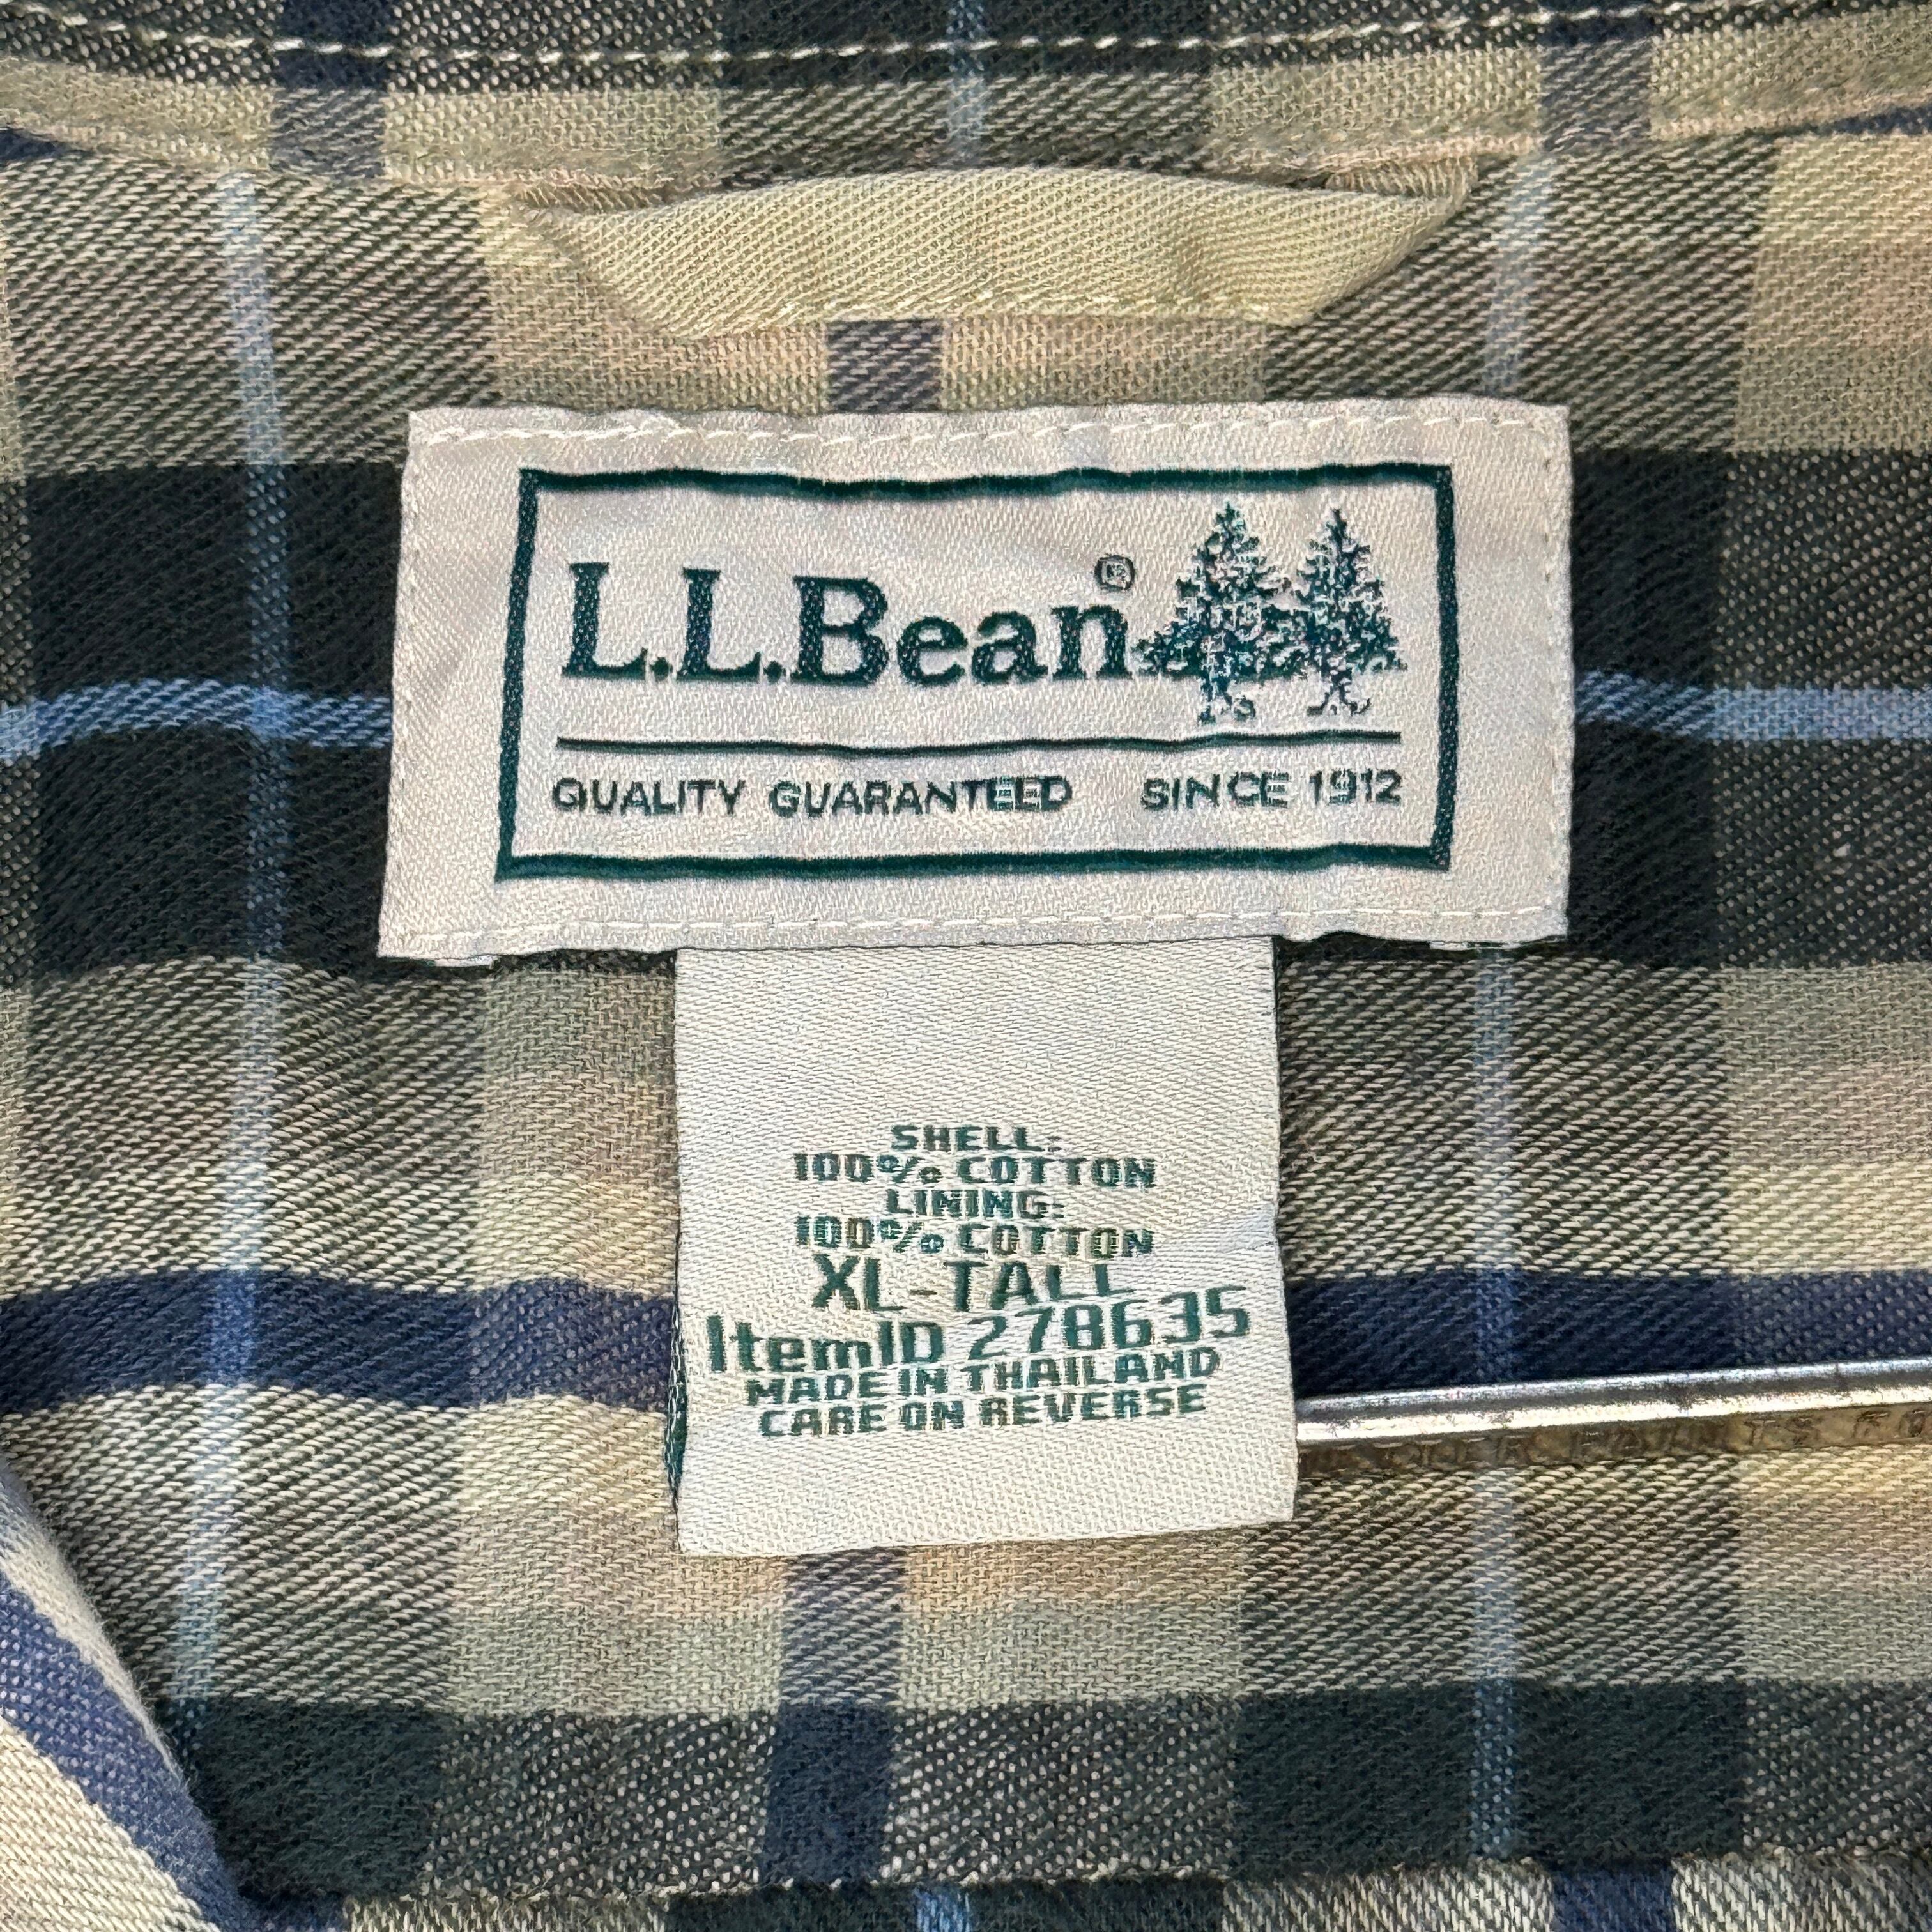 L.L.Bean®
QUALITY GUARANTEED SINCE 1912
SHELL:
100% COTTON
LINING:
100% COTTON
XL-TALL
ItemID 278635
MADE IN THAILAND
CARE ON REVERSE